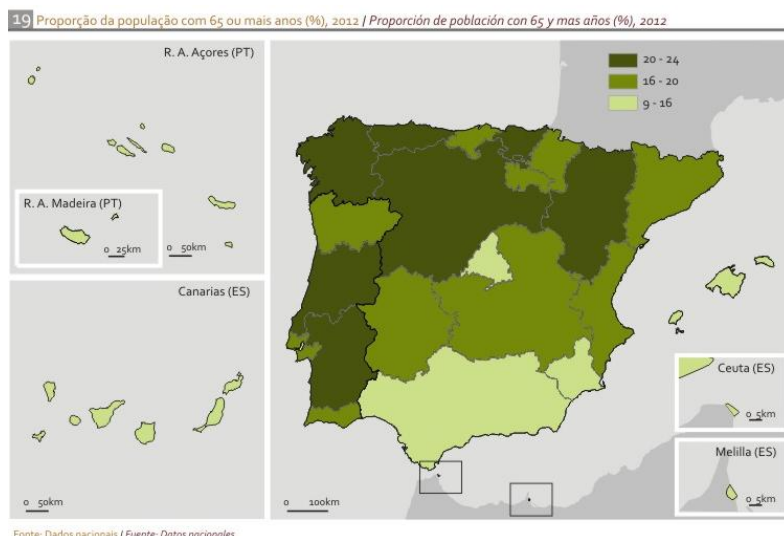 19 Proporção da população com 65 ou mais anos (%), 2012 / Proporción de población con 65 y mas años (%), 2012
R. A. Açores (PT)
R. A. Madeira (PT)
0 25km
0 50km
Canarias (ES)
0 50km
20 - 24
16 - 20
9 - 16
0 100km
Ceuta (ES)
0 5km
Melilla (ES)
0 5km
Fonte: Dados nacionais / Fuente: Datos nacionales